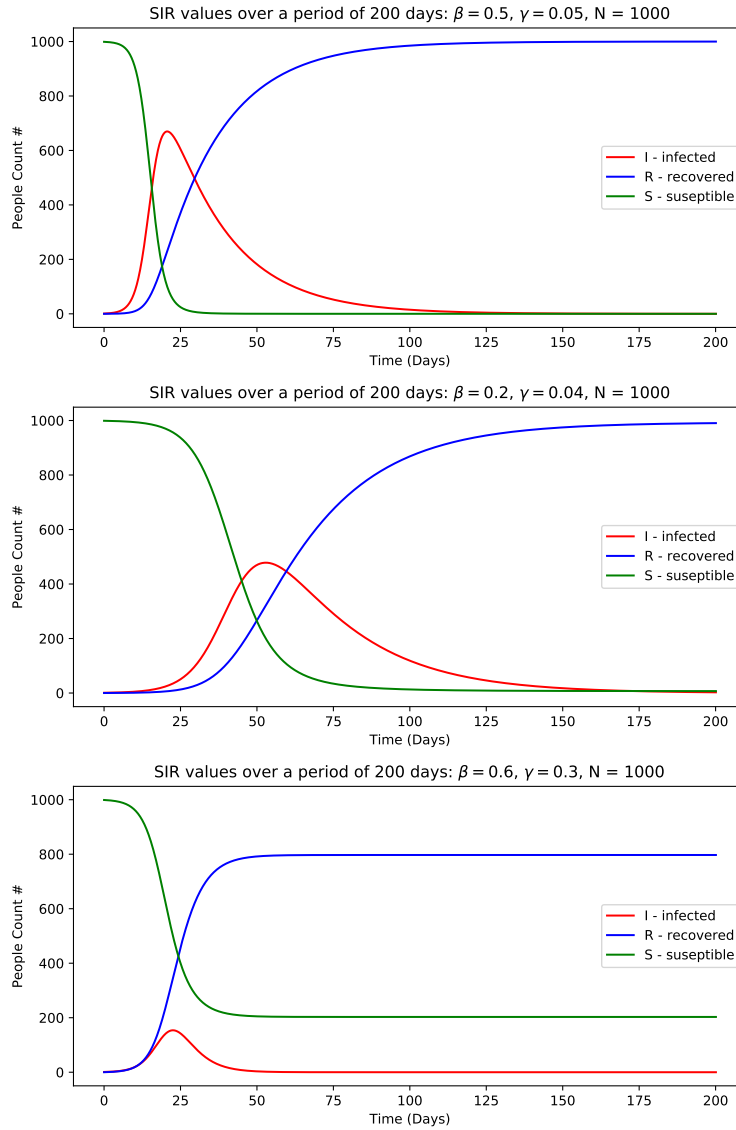 SIR values over a period of 200 days: β = 0.5, γ = 0.05, N = 1000
1000
800
600
400
200
0
People Count #
I - infected
R - recovered
S - suseptible
0 25 50 75 100 125 150 175 200
Time (Days)
SIR values over a period of 200 days: β = 0.2, γ = 0.04, N = 1000
1000
800
600
400
200
0
People Count #
I - infected
R - recovered
S - suseptible
0 25 50 75 100 125 150 175 200
Time (Days)
SIR values over a period of 200 days: β = 0.6, γ = 0.3, N = 1000
1000
800
600
400
200
0
People Count #
I - infected
R - recovered
S - suseptible
0 25 50 75 100 125 150 175 200
Time (Days)